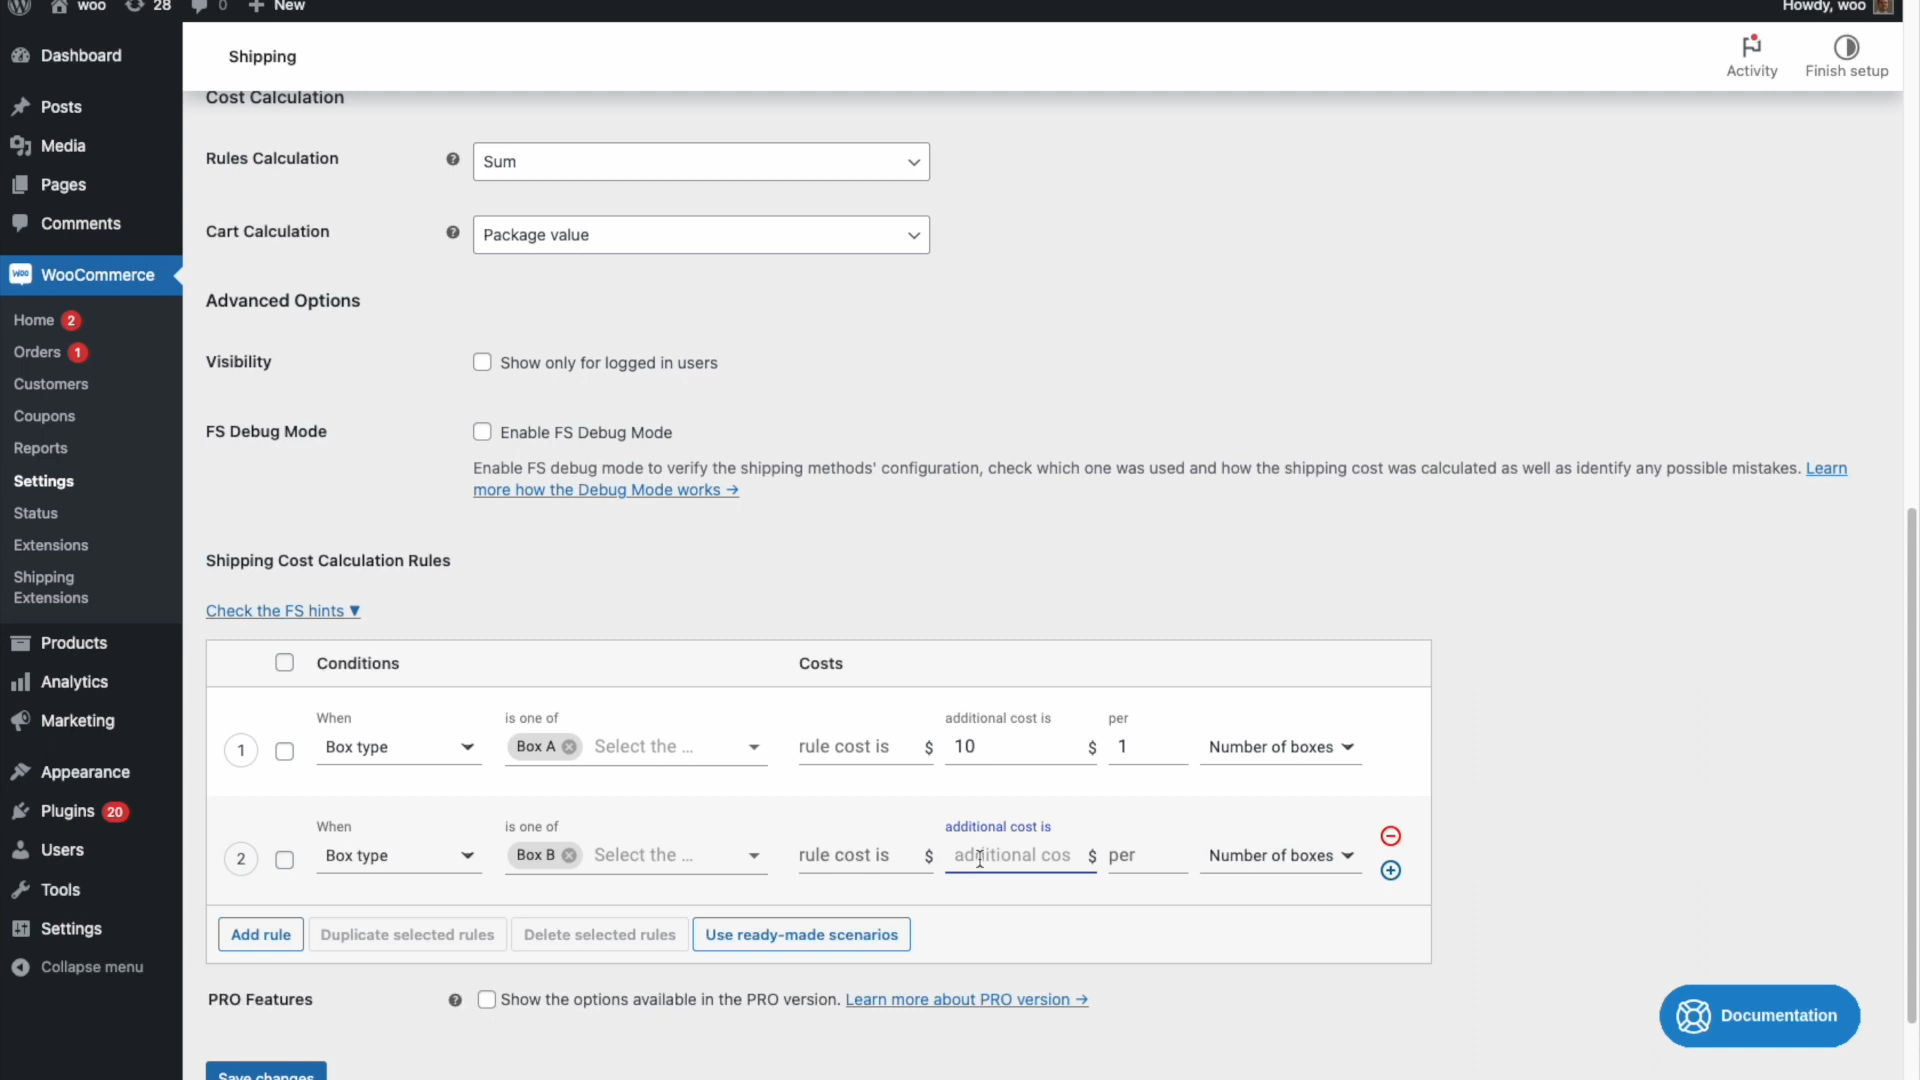 woo 28 0 New Howdy, woo
Dashboard
Posts
Media
Pages
Comments
WooCommerce
Home 2
Orders 1
Customers
Coupons
Reports
Settings
Status
Extensions
Shipping
Extensions
Products
Analytics
Marketing
Appearance
Plugins 20
Users
Tools
Settings
Collapse menu
Shipping
Activity
Finish setup
Cost Calculation
Rules Calculation
Sum
Cart Calculation
Package value
Advanced Options
Visibility
Show only for logged in users
FS Debug Mode
Enable FS Debug Mode
Enable FS debug mode to verify the shipping methods' configuration, check which one was used and how the shipping cost was calculated as well as identify any possible mistakes. Learn
more how the Debug Mode works →
Shipping Cost Calculation Rules
Check the FS hints ▼
Conditions Costs
When is one of additional cost is per
1 Box type Box A Select the ... rule cost is $ 10 $ 1 Number of boxes
When is one of additional cost is
2 Box type Box B Select the ... rule cost is $ additional cos $ per Number of boxes
Add rule Duplicate selected rules Delete selected rules Use ready-made scenarios
PRO Features
Show the options available in the PRO version. Learn more about PRO version →
Documentation
Save changes